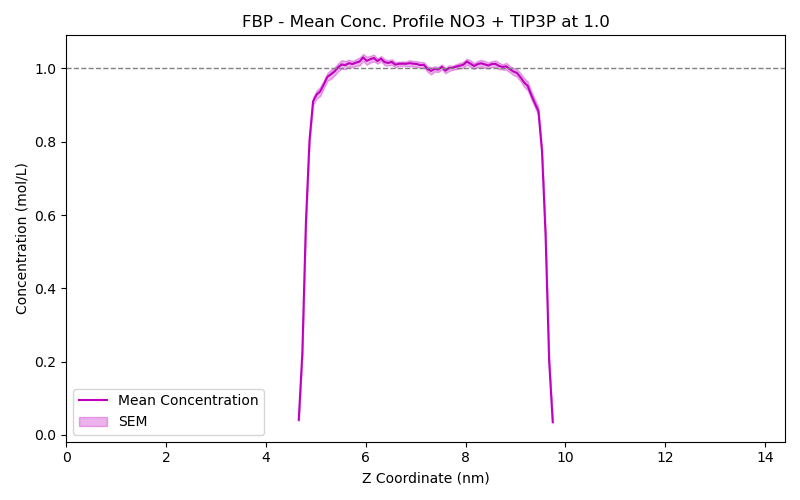 FBP - Mean Conc. Profile NO3 + TIP3P at 1.0
Concentration (mol/L)
1.0
0.8
0.6
0.4
0.2
0.0
Mean Concentration
SEM
0 2 4 6 8 10 12 14
Z Coordinate (nm)